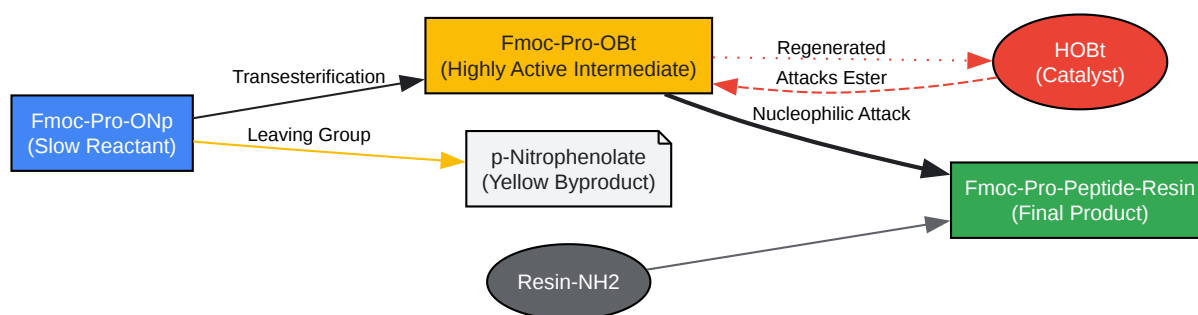 Fmoc-Pro-ONp
(Slow Reactant)
Transesterification
Leaving Group
Fmoc-Pro-OBt
(Highly Active Intermediate)
p-Nitrophenolate
(Yellow Byproduct)
Resin-NH2
Regenerated
Attacks Ester
Nucleophilic Attack
HOBt
(Catalyst)
Fmoc-Pro-Peptide-Resin
(Final Product)